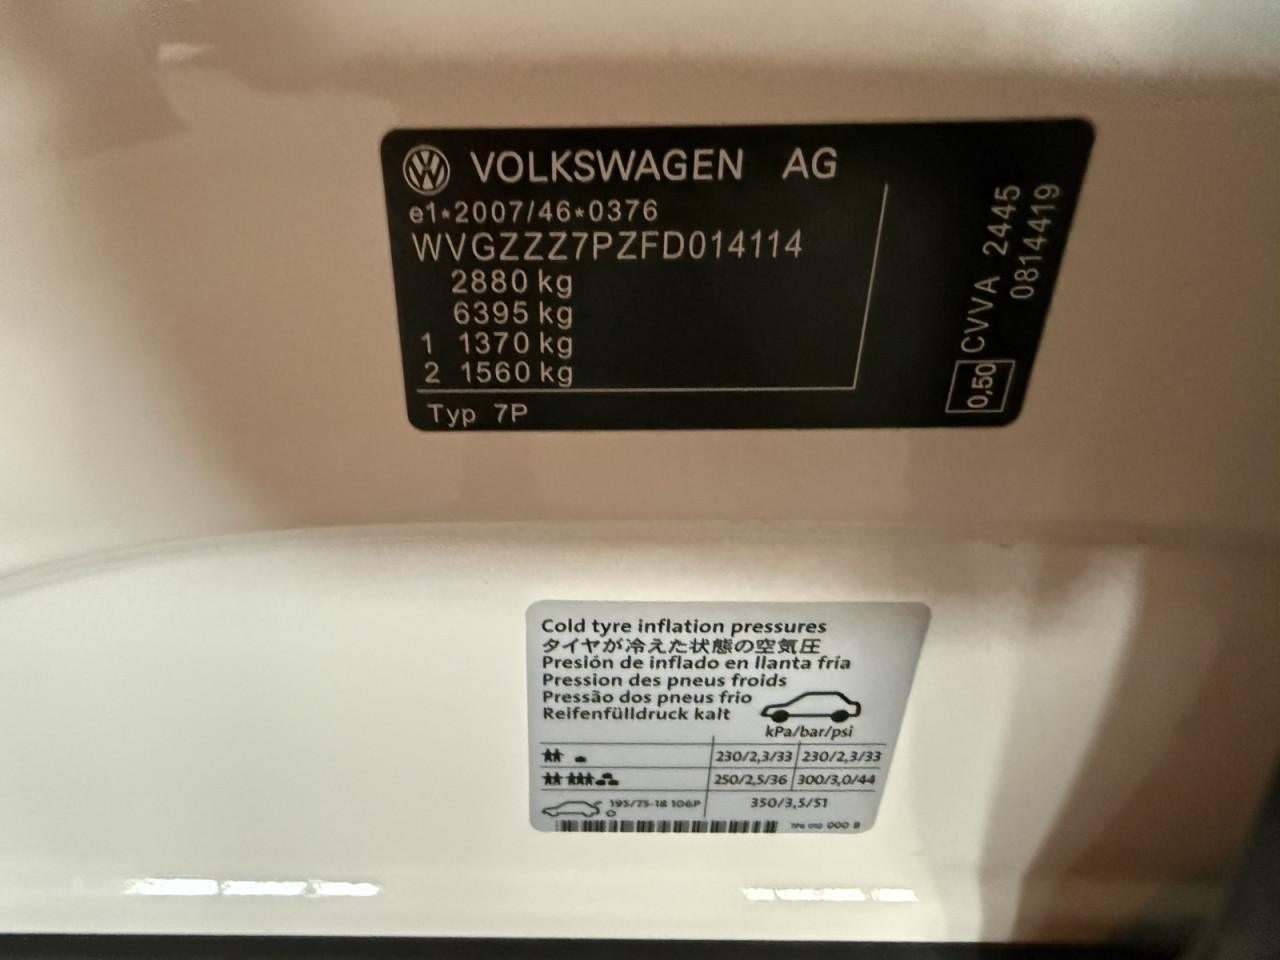 VOLKSWAGEN AG
e1*2007/46*0376
WVGZZZ7PZFD014114
2880 kg
6395 kg
1 1370 kg
2 1560 kg
Typ 7P
0,50 CVVA 2445
0814419
Cold tyre inflation pressures
タイヤが冷えた状態の空気圧
Presión de inflado en llanta fría
Pression des pneus froids
Pressão dos pneus frio
Reifenfülldruck kalt
kPa/bar/psi
230/2,3/33 230/2,3/33
250/2,5/36 300/3,0/44
195/75-18 106P 350/3,5/51
000 B